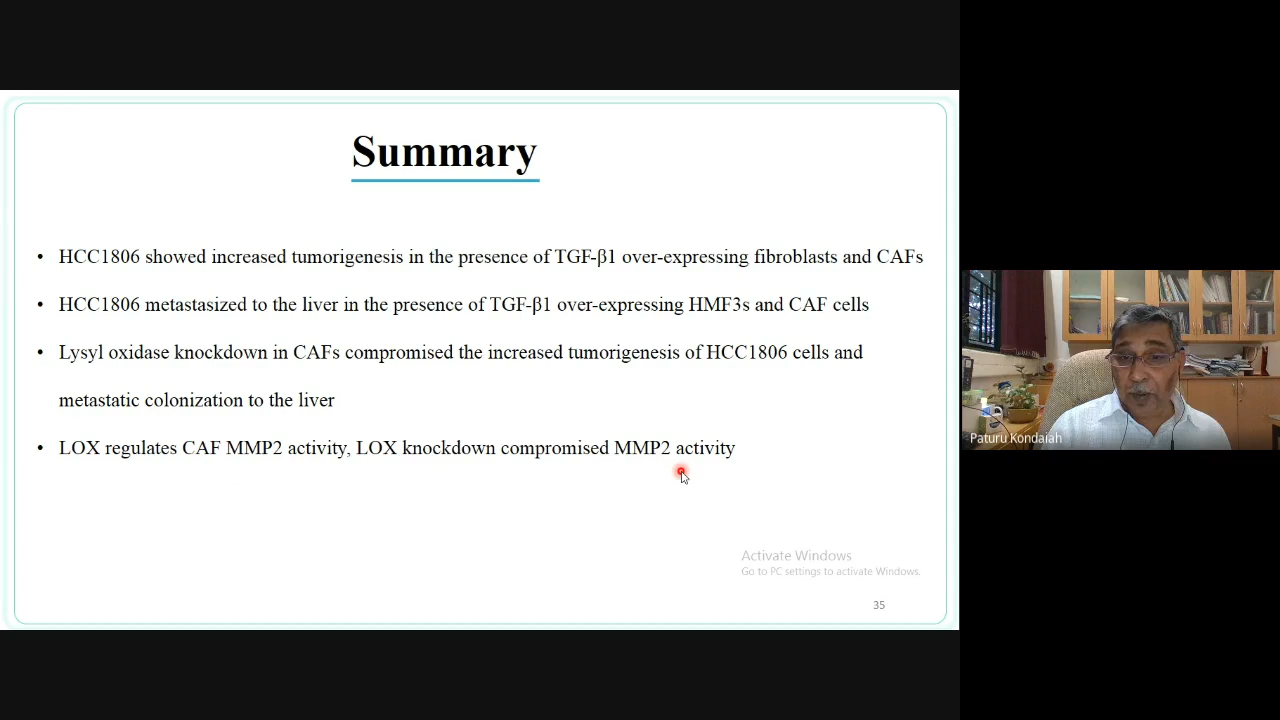 Summary
• HCC1806 showed increased tumorigenesis in the presence of TGF-β1 over-expressing fibroblasts and CAFs
• HCC1806 metastasized to the liver in the presence of TGF-β1 over-expressing HMF3s and CAF cells
• Lysyl oxidase knockdown in CAFs compromised the increased tumorigenesis of HCC1806 cells and
metastatic colonization to the liver
• LOX regulates CAF MMP2 activity, LOX knockdown compromised MMP2 activity
Activate Windows
Go to PC settings to activate Windows.
35
Paturu Kondaiah